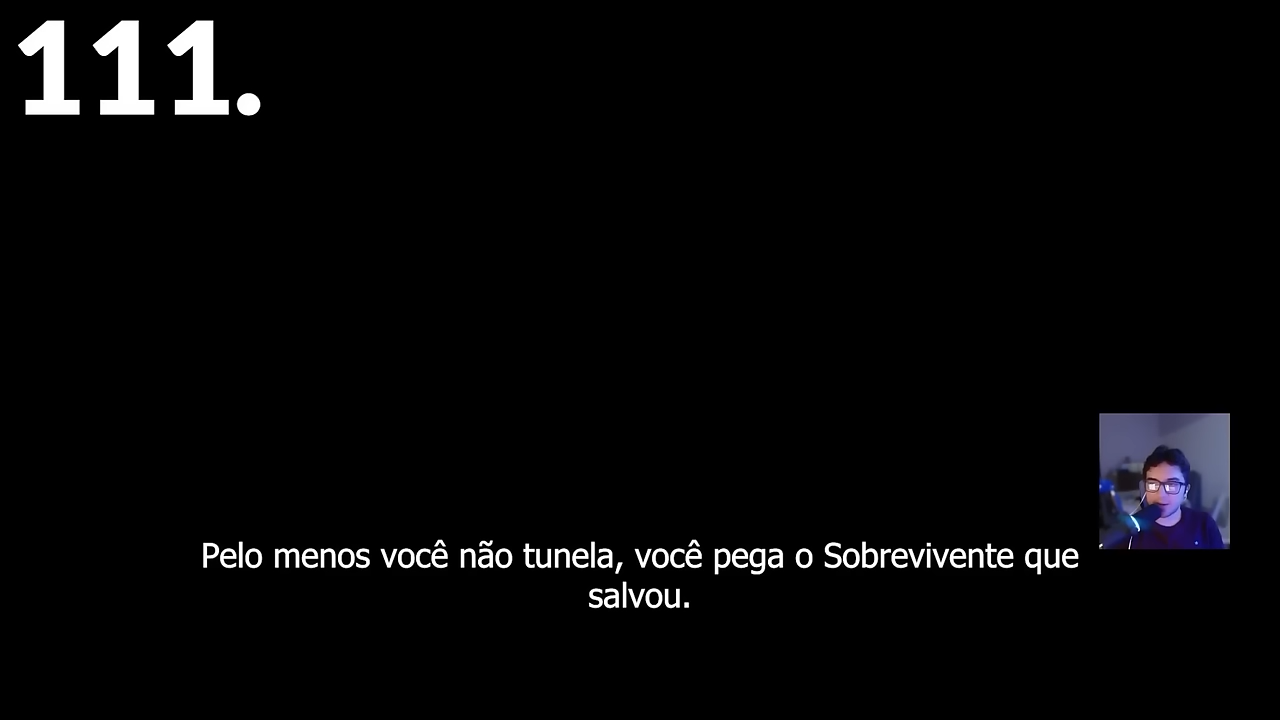 111.
Pelo menos você não tunela, você pega o Sobrevivente que
salvou.